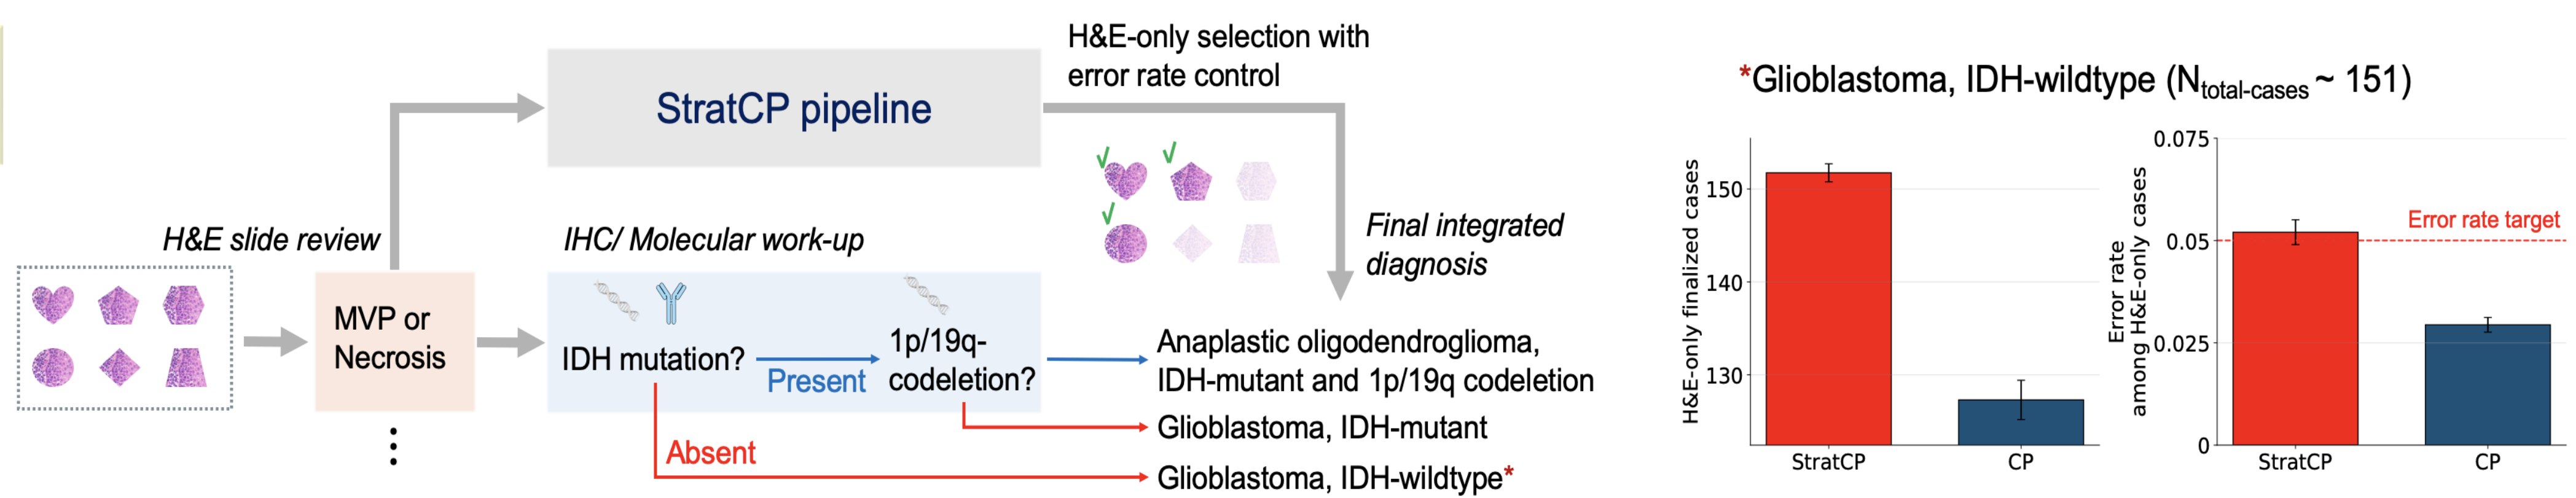 H&E slide review
MVP or
Necrosis
StratCP pipeline
H&E-only selection with
error rate control
IHC/ Molecular work-up
IDH mutation?
Present
1p/19q-
codeletion?
Absent
Final integrated
diagnosis
Anaplastic oligodendroglioma,
IDH-mutant and 1p/19q codeletion
Glioblastoma, IDH-mutant
Glioblastoma, IDH-wildtype*
*Glioblastoma, IDH-wildtype (Ntotal-cases ~ 151)
H&E-only finalized cases
150
140
130
StratCP
CP
Error rate
among H&E-only cases
0.075
0.05
0.025
0
Error rate target
StratCP
CP